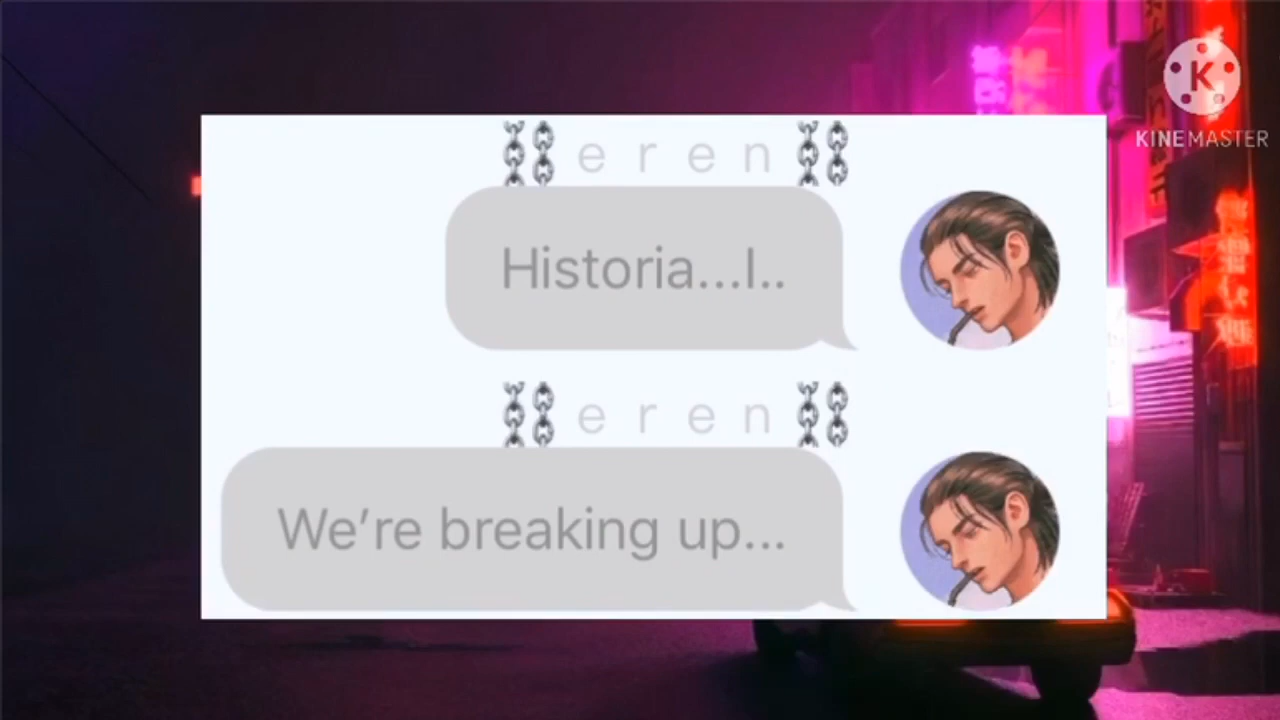 ⛓️⛓️ e r e n ⛓️⛓️
Historia...I..
⛓️⛓️ e r e n ⛓️⛓️
We’re breaking up...
K
KINEMASTER